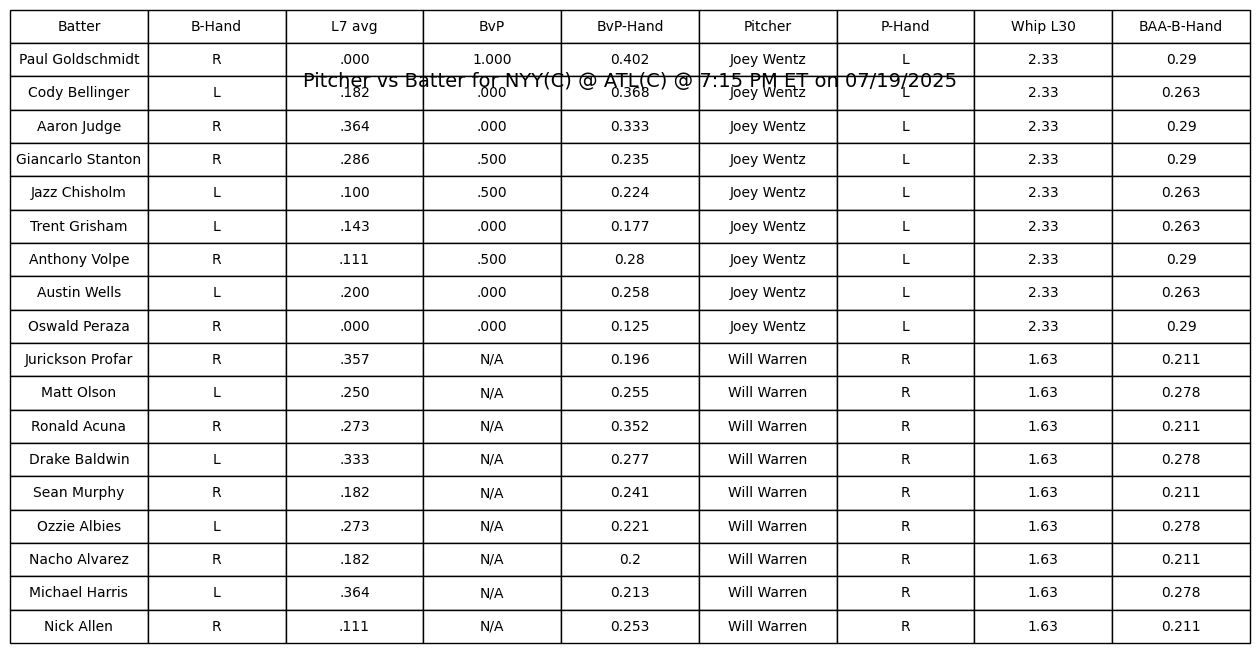 Batter B-Hand L7 avg BvP BvP-Hand Pitcher P-Hand Whip L30 BAA-B-Hand
Paul Goldschmidt R .000 1.000 0.402 Joey Wentz L 2.33 0.29
Pitcher vs Batter for NYY(C) @ ATL(C) @ 7:15 PM ET on 07/19/2025
Cody Bellinger L .182 .000 0.368 Joey Wentz L 2.33 0.263
Aaron Judge R .364 .000 0.333 Joey Wentz L 2.33 0.29
Giancarlo Stanton R .286 .500 0.235 Joey Wentz L 2.33 0.29
Jazz Chisholm L .100 .500 0.224 Joey Wentz L 2.33 0.263
Trent Grisham L .143 .000 0.177 Joey Wentz L 2.33 0.263
Anthony Volpe R .111 .500 0.28 Joey Wentz L 2.33 0.29
Austin Wells L .200 .000 0.258 Joey Wentz L 2.33 0.263
Oswald Peraza R .000 .000 0.125 Joey Wentz L 2.33 0.29
Jurickson Profar R .357 N/A 0.196 Will Warren R 1.63 0.211
Matt Olson L .250 N/A 0.255 Will Warren R 1.63 0.278
Ronald Acuna R .273 N/A 0.352 Will Warren R 1.63 0.211
Drake Baldwin L .333 N/A 0.277 Will Warren R 1.63 0.278
Sean Murphy R .182 N/A 0.241 Will Warren R 1.63 0.211
Ozzie Albies L .273 N/A 0.221 Will Warren R 1.63 0.278
Nacho Alvarez R .182 N/A 0.2 Will Warren R 1.63 0.211
Michael Harris L .364 N/A 0.213 Will Warren R 1.63 0.278
Nick Allen R .111 N/A 0.253 Will Warren R 1.63 0.211